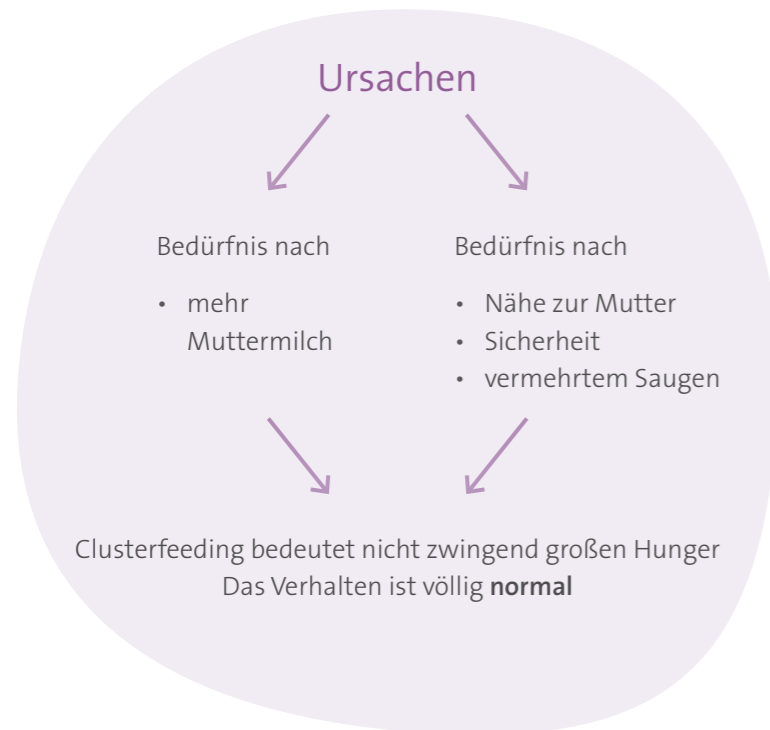 Ursachen
Bedürfnis nach
• mehr
Muttermilch
Bedürfnis nach
• Nähe zur Mutter
• Sicherheit
• vermehrtem Saugen
Clusterfeeding bedeutet nicht zwingend großen Hunger
Das Verhalten ist völlig normal